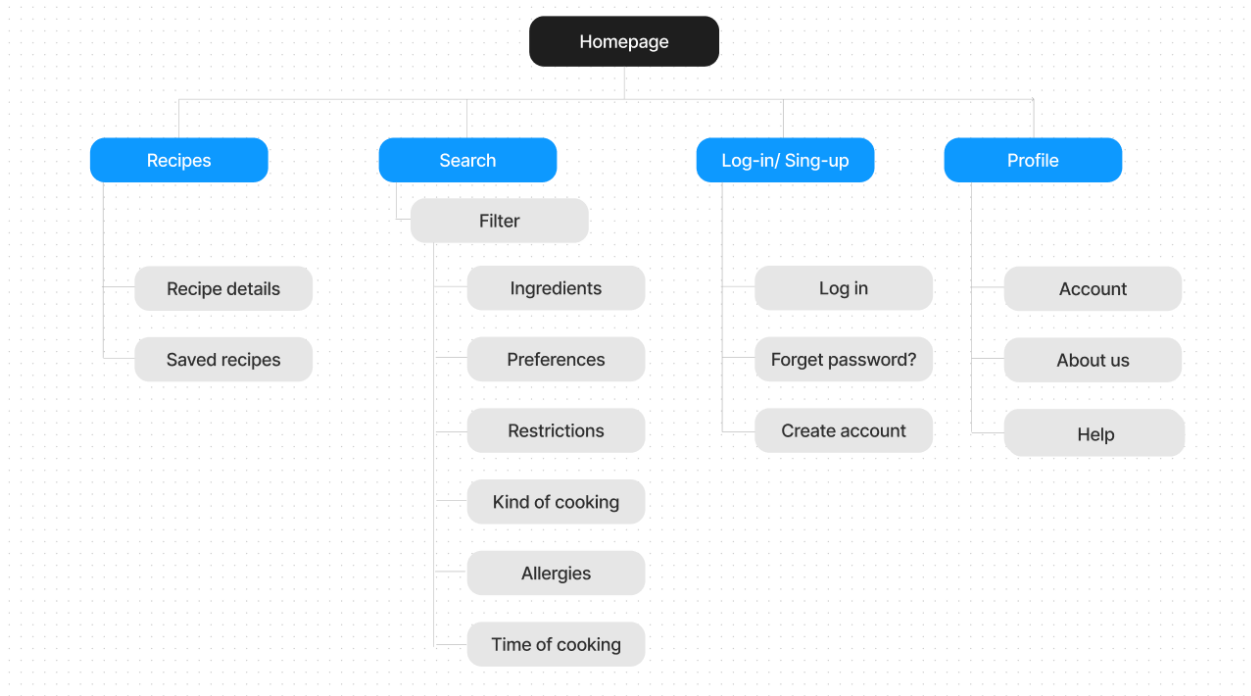 Homepage
Recipes
Search
Log-in/ Sing-up
Profile
Filter
Recipe details
Ingredients
Log in
Account
Saved recipes
Preferences
Forget password?
About us
Restrictions
Create account
Help
Kind of cooking
Allergies
Time of cooking